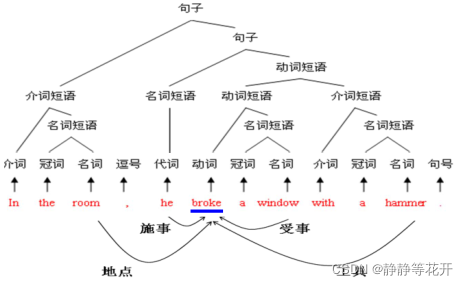 句子
句子
动词短语
介词短语 名词短语 动词短语 介词短语
名词短语 名词短语 名词短语
介词 冠词 名词 逗号 代词 动词 冠词 名词 介词 冠词 名词 句号
In the room , he broke a window with a hammer .
施事 受事
地点 工具
CSDN @静静等花开